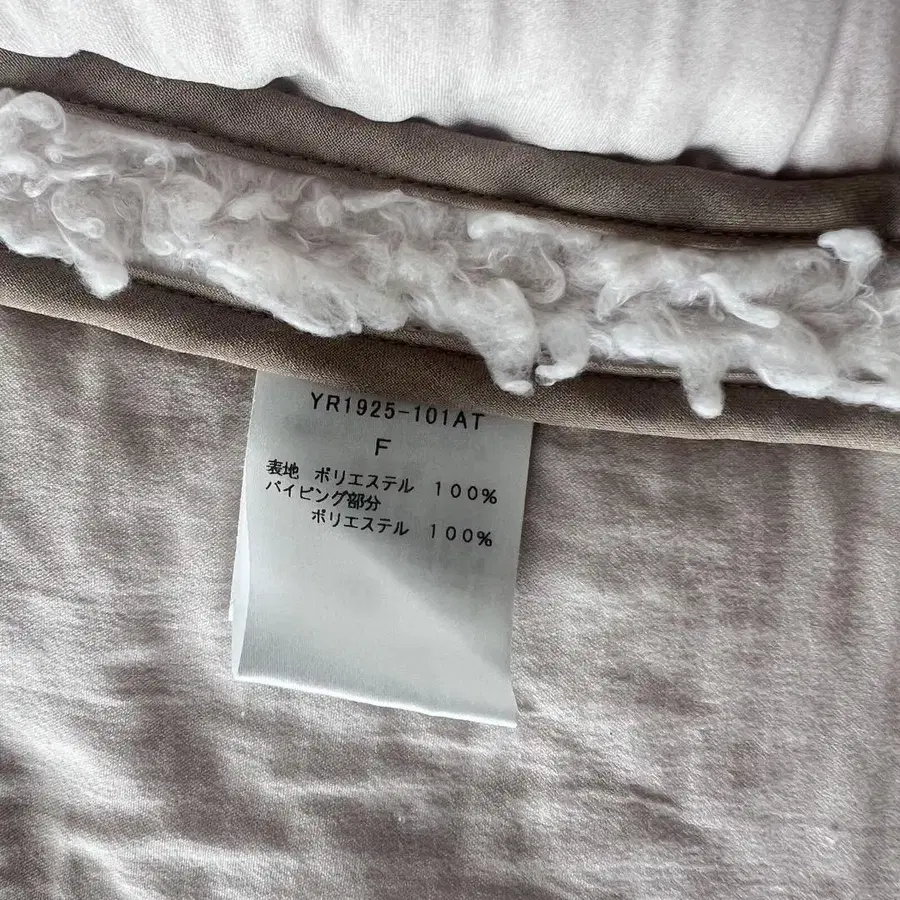 YR1925-101AT
F
表地 ポリエステル 100%
パイピング部分
ポリエステル 100%